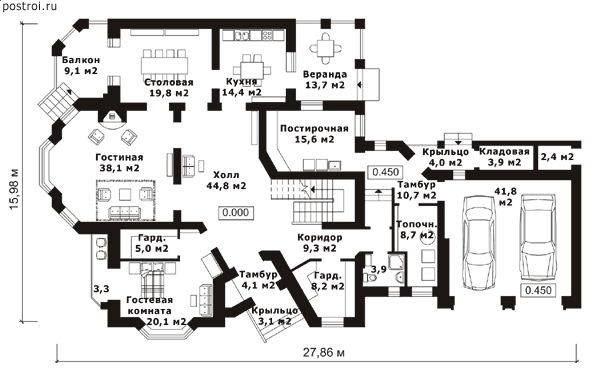 postroi.ru
Балкон
9,1 м2
Столовая
19,8 м2
Кухня
14,4 м2
Веранда
13,7 м2
Постирочная
15,6 м2
Крыльцо
4,0 м2
Кладовая
3,9 м2
2,4 м2
Гостиная
38,1 м2
Холл
44,8 м2
0.450
Тамбур
10,7 м2
41,8
м2
0.000
Топочн.
8,7 м2
Гард.
5,0 м2
Коридор
9,3 м2
Тамбур
4,1 м2
Гард.
8,2 м2
3,9
3,3
Гостевая
комната
20,1 м2
Крыльцо
3,1 м2
0.450
15,98 м
27,86 м